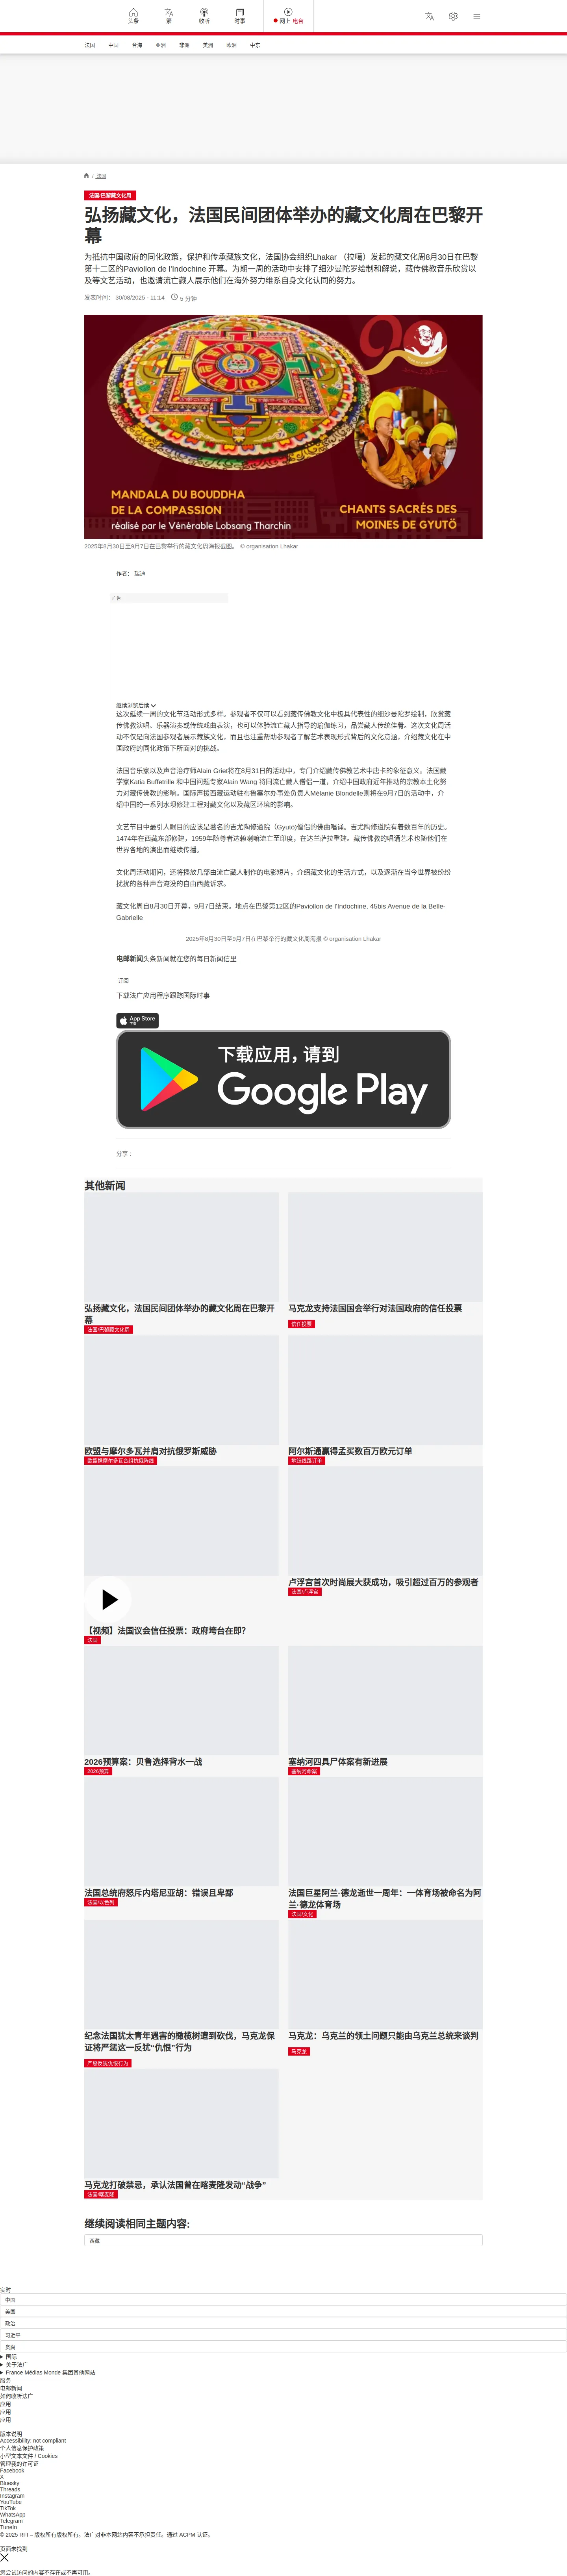 头条
繁
收听
时事
网上 电台
法国
中国
台海
亚洲
非洲
美洲
欧洲
中东
/ 法国
法国/巴黎藏文化周
弘扬藏文化，法国民间团体举办的藏文化周在巴黎开
幕
为抵抗中国政府的同化政策，保护和传承藏族文化，法国协会组织Lhakar （拉噶）发起的藏文化周8月30日在巴黎
第十二区的Paviollon de l'Indochine 开幕。为期一周的活动中安排了细沙曼陀罗绘制和解说，藏传佛教音乐欣赏以
及等文艺活动，也邀请流亡藏人展示他们在海外努力维系自身文化认同的努力。
发表时间： 30/08/2025 - 11:14
5 分钟
90
MANDALA DU BOUDDHA
DE LA COMPASSION
réalisé par le Vénérable Lobsang Tharchin
CHANTS SACRÉS DES
MOINES DE GYUTÖ
2025年8月30日至9月7日在巴黎举行的藏文化周海报截图。 © organisation Lhakar
作者： 瑞迪
广告
继续浏览后续
这次延续一周的文化节活动形式多样。参观者不仅可以看到藏传佛教文化中极具代表性的细沙曼陀罗绘制，欣赏藏
传佛教演唱、乐器演奏或传统戏曲表演，也可以体验流亡藏人指导的瑜伽练习，品尝藏人传统佳肴。这次文化周活
动不仅是向法国参观者展示藏族文化，而且也注重帮助参观者了解艺术表现形式背后的文化意涵，介绍藏文化在中
国政府的同化政策下所面对的挑战。
法国音乐家以及声音治疗师Alain Griet将在8月31日的活动中，专门介绍藏传佛教艺术中唐卡的象征意义。法国藏
学家Katia Buffetrille 和中国问题专家Alain Wang 将同流亡藏人僧侣一道，介绍中国政府近年推动的宗教本土化努
力对藏传佛教的影响。国际声援西藏运动驻布鲁塞尔办事处负责人Mélanie Blondelle则将在9月7日的活动中，介
绍中国的一系列水坝修建工程对藏文化以及藏区环境的影响。
文艺节目中最引人瞩目的应该是著名的吉尤陶修道院（Gyutö)僧侣的佛曲唱诵。吉尤陶修道院有着数百年的历史。
1474年在西藏东部修建，1959年随尊者达赖喇嘛流亡至印度，在达兰萨拉重建。藏传佛教的唱诵艺术也随他们在
世界各地的演出而继续传播。
文化周活动期间，还将播放几部由流亡藏人制作的电影短片，介绍藏文化的生活方式，以及逐渐在当今世界被纷纷
扰扰的各种声音淹没的自由西藏诉求。
藏文化周自8月30日开幕，9月7日结束。地点在巴黎第12区的Paviollon de l'Indochine, 45bis Avenue de la Belle-
Gabrielle
2025年8月30日至9月7日在巴黎举行的藏文化周海报 © organisation Lhakar
电邮新闻头条新闻就在您的每日新闻信里
订阅
下载法广应用程序跟踪国际时事
App Store
下载
下载应用，请到
Google Play
分享 :
其他新闻
弘扬藏文化，法国民间团体举办的藏文化周在巴黎开
幕
法国/巴黎藏文化周
马克龙支持法国国会举行对法国政府的信任投票
信任投票
欧盟与摩尔多瓦并肩对抗俄罗斯威胁
欧盟携摩尔多瓦合组抗俄阵线
阿尔斯通赢得孟买数百万欧元订单
地铁线路订单
【视频】法国议会信任投票：政府垮台在即？
法国
卢浮宫首次时尚展大获成功，吸引超过百万的参观者
法国/卢浮宫
2026预算案：贝鲁选择背水一战
2026预算
塞纳河四具尸体案有新进展
塞纳河命案
法国总统府怒斥内塔尼亚胡：错误且卑鄙
法国/以色列
法国巨星阿兰·德龙逝世一周年：一体育场被命名为阿
兰·德龙体育场
法国/文化
纪念法国犹太青年遇害的橄榄树遭到砍伐，马克龙保
证将严惩这一反犹“仇恨”行为
严惩反犹仇恨行为
马克龙：乌克兰的领土问题只能由乌克兰总统来谈判
马克龙
马克龙打破禁忌，承认法国曾在喀麦隆发动“战争”
法国/喀麦隆
继续阅读相同主题内容:
西藏
实时
中国
美国
政治
习近平
贪腐
国际
关于法广
France Médias Monde 集团其他网站
服务
电邮新闻
如何收听法广
应用
应用
应用
版本说明
Accessibility: not compliant
个人信息保护政策
小型文本文件 / Cookies
管理我的许可证
Facebook
X
Bluesky
Threads
Instagram
YouTube
TikTok
WhatsApp
Telegram
TuneIn
© 2025 RFI – 版权所有版权所有。法广对非本网站内容不承担责任。通过 ACPM 认证。
页面未找到
您尝试访问的内容不存在或不再可用。